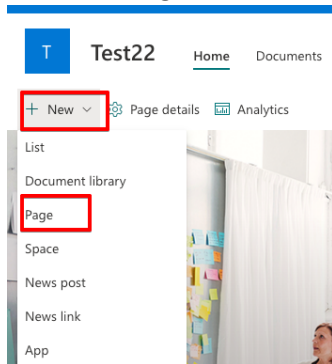 T Test22 Home Documents
+ New Page details Analytics
List
Document library
Page
Space
News post
News link
App